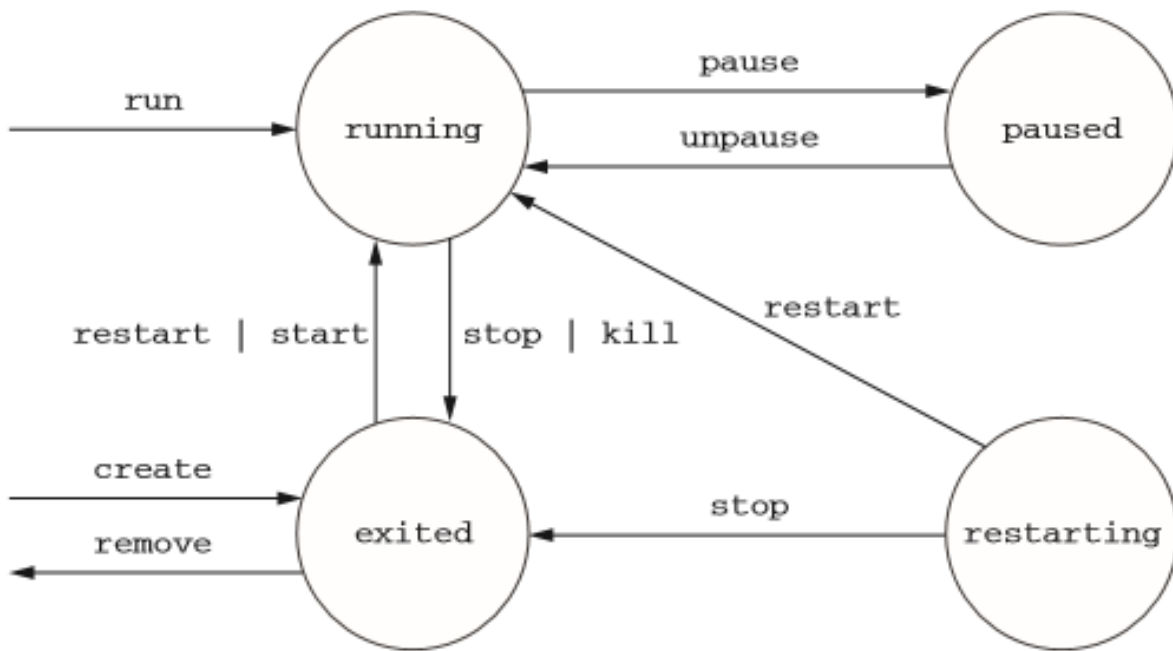 pause
run
running
paused
unpause
restart
restart | start
stop | kill
create
stop
exited
restarting
remove